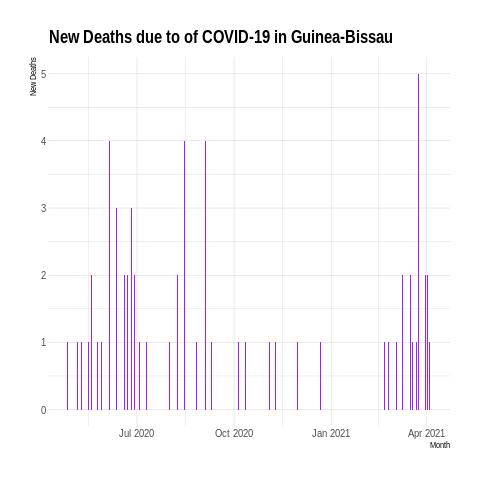 New Deaths due to of COVID-19 in Guinea-Bissau
New Deaths
5
4
3
2
1
0
Jul 2020 Oct 2020 Jan 2021 Apr 2021
Month